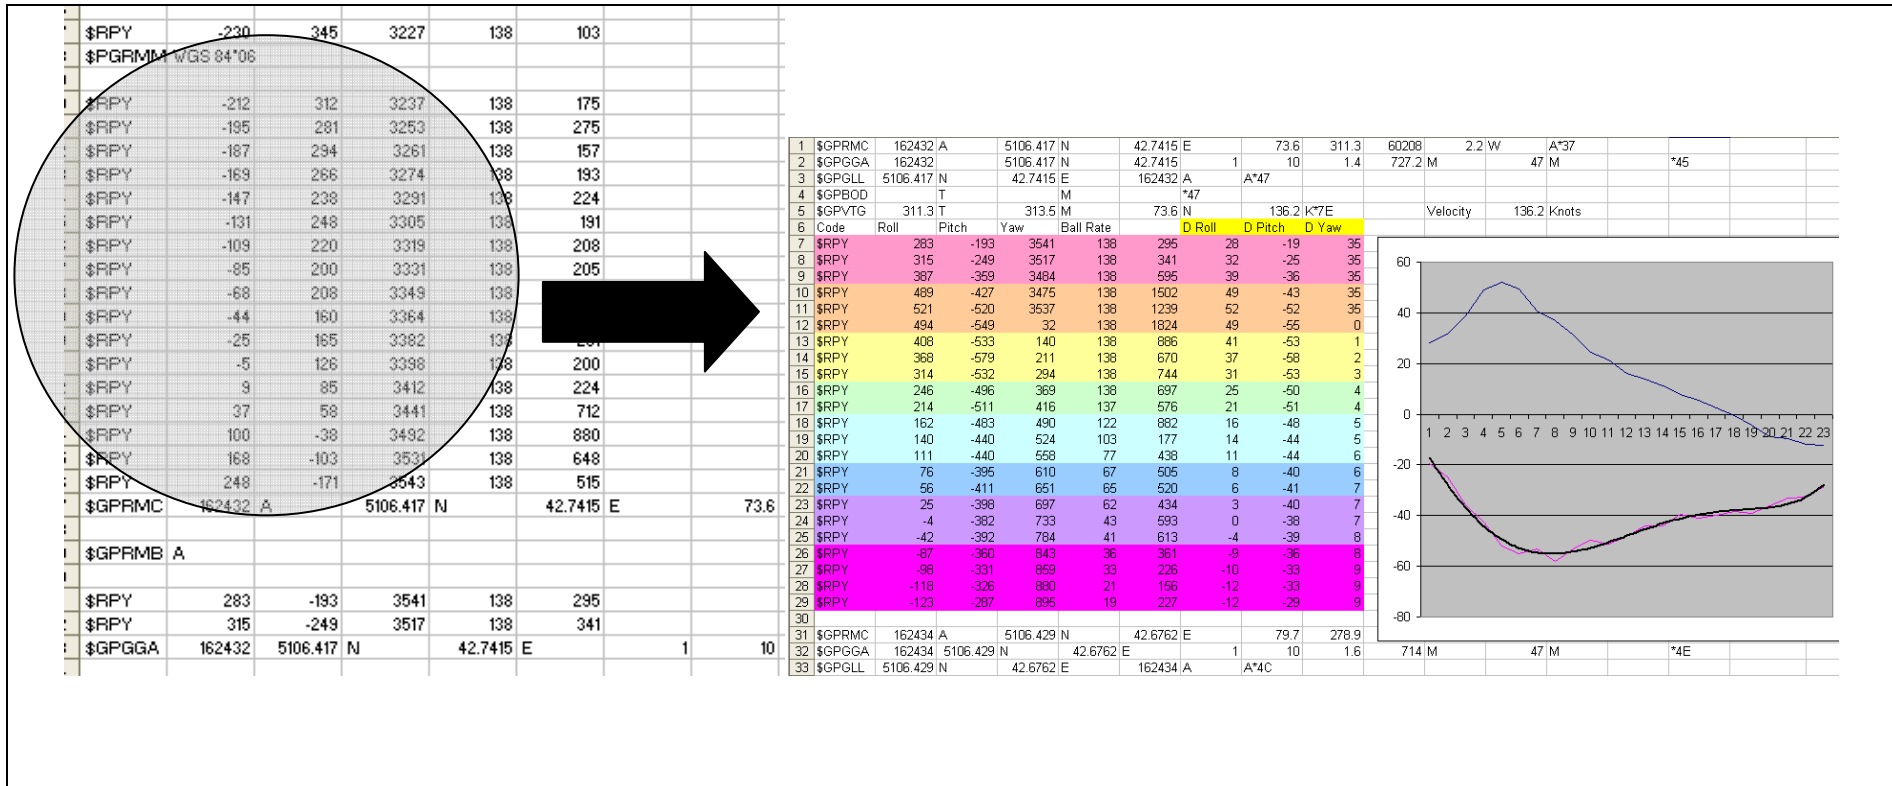 $RPY -230 345 3227 138 103
$PGRMM WGS 84*06
$RPY -212 312 3237 138 175
$RPY -195 281 3253 138 275
$RPY -187 294 3261 138 157
$RPY -169 266 3274 138 193
$RPY -147 238 3291 138 224
$RPY -131 248 3305 138 191
$RPY -109 220 3319 138 208
$RPY -85 200 3331 138 205
$RPY -68 208 3349 138
$RPY -44 160 3364 138
$RPY -25 165 3382 138
$RPY -5 126 3398 138 200
$RPY 9 85 3412 138 224
$RPY 37 58 3441 138 712
$RPY 100 -38 3492 138 880
$RPY 168 -103 3531 138 648
$RPY 248 -171 3543 138 515
$GPRMC 162432 A 5106.417 N 42.7415 E 73.6
$GPRMB A
$RPY 283 -193 3541 138 295
$RPY 315 -249 3517 138 341
$GPGGA 162432 5106.417 N 42.7415 E 1 10
1 $GPRMC 162432 A 5106.417 N 42.7415 E 73.6 311.3 60208 2.2 W A*37
2 $GPGGA 162432 5106.417 N 42.7415 1 10 1.4 727.2 M 47 M *45
3 $GPGLL 5106.417 N 42.7415 E 162432 A A*47
4 $GPBOD T M *47
5 $GPVTG 311.3 T 313.5 M 73.6 N 136.2 K*7E Velocity 136.2 Knots
6 Code Roll Pitch Yaw Ball Rate D Roll D Pitch D Yaw
7 $RPY 283 -193 3541 138 295 28 -19 35
8 $RPY 315 -249 3517 138 341 32 -25 35
9 $RPY 387 -359 3484 138 595 39 -36 35
10 $RPY 489 -427 3475 138 1502 49 -43 35
11 $RPY 521 -520 3537 138 1239 52 -52 35
12 $RPY 494 -549 32 138 1824 49 -55 0
13 $RPY 408 -533 140 138 886 41 -53 1
14 $RPY 368 -579 211 138 670 37 -58 2
15 $RPY 314 -532 294 138 744 31 -53 3
16 $RPY 246 -496 369 138 697 25 -50 4
17 $RPY 214 -511 416 137 576 21 -51 4
18 $RPY 162 -483 490 122 882 16 -48 5
19 $RPY 140 -440 524 103 177 14 -44 5
20 $RPY 111 -440 558 77 438 11 -44 6
21 $RPY 76 -395 610 67 505 8 -40 6
22 $RPY 56 -411 651 65 520 6 -41 7
23 $RPY 25 -398 697 62 434 3 -40 7
24 $RPY -4 -382 733 43 593 0 -38 7
25 $RPY -42 -392 784 41 613 -4 -39 8
26 $RPY -87 -360 843 36 361 -9 -36 8
27 $RPY -98 -331 859 33 226 -10 -33 9
28 $RPY -118 -326 880 21 156 -12 -33 9
29 $RPY -123 -287 895 19 227 -12 -29 9
30
31 $GPRMC 162434 A 5106.429 N 42.6762 E 79.7 278.9
32 $GPGGA 162434 5106.429 N 42.6762 E 1 10 1.6 714 M 47 M *4E
33 $GPGLL 5106.429 N 42.6762 E 162434 A A*4C
60
40
20
0
1 2 3 4 5 6 7 8 9 10 11 12 13 14 15 16 17 18 19 20 21 22 23
-20
-40
-60
-80